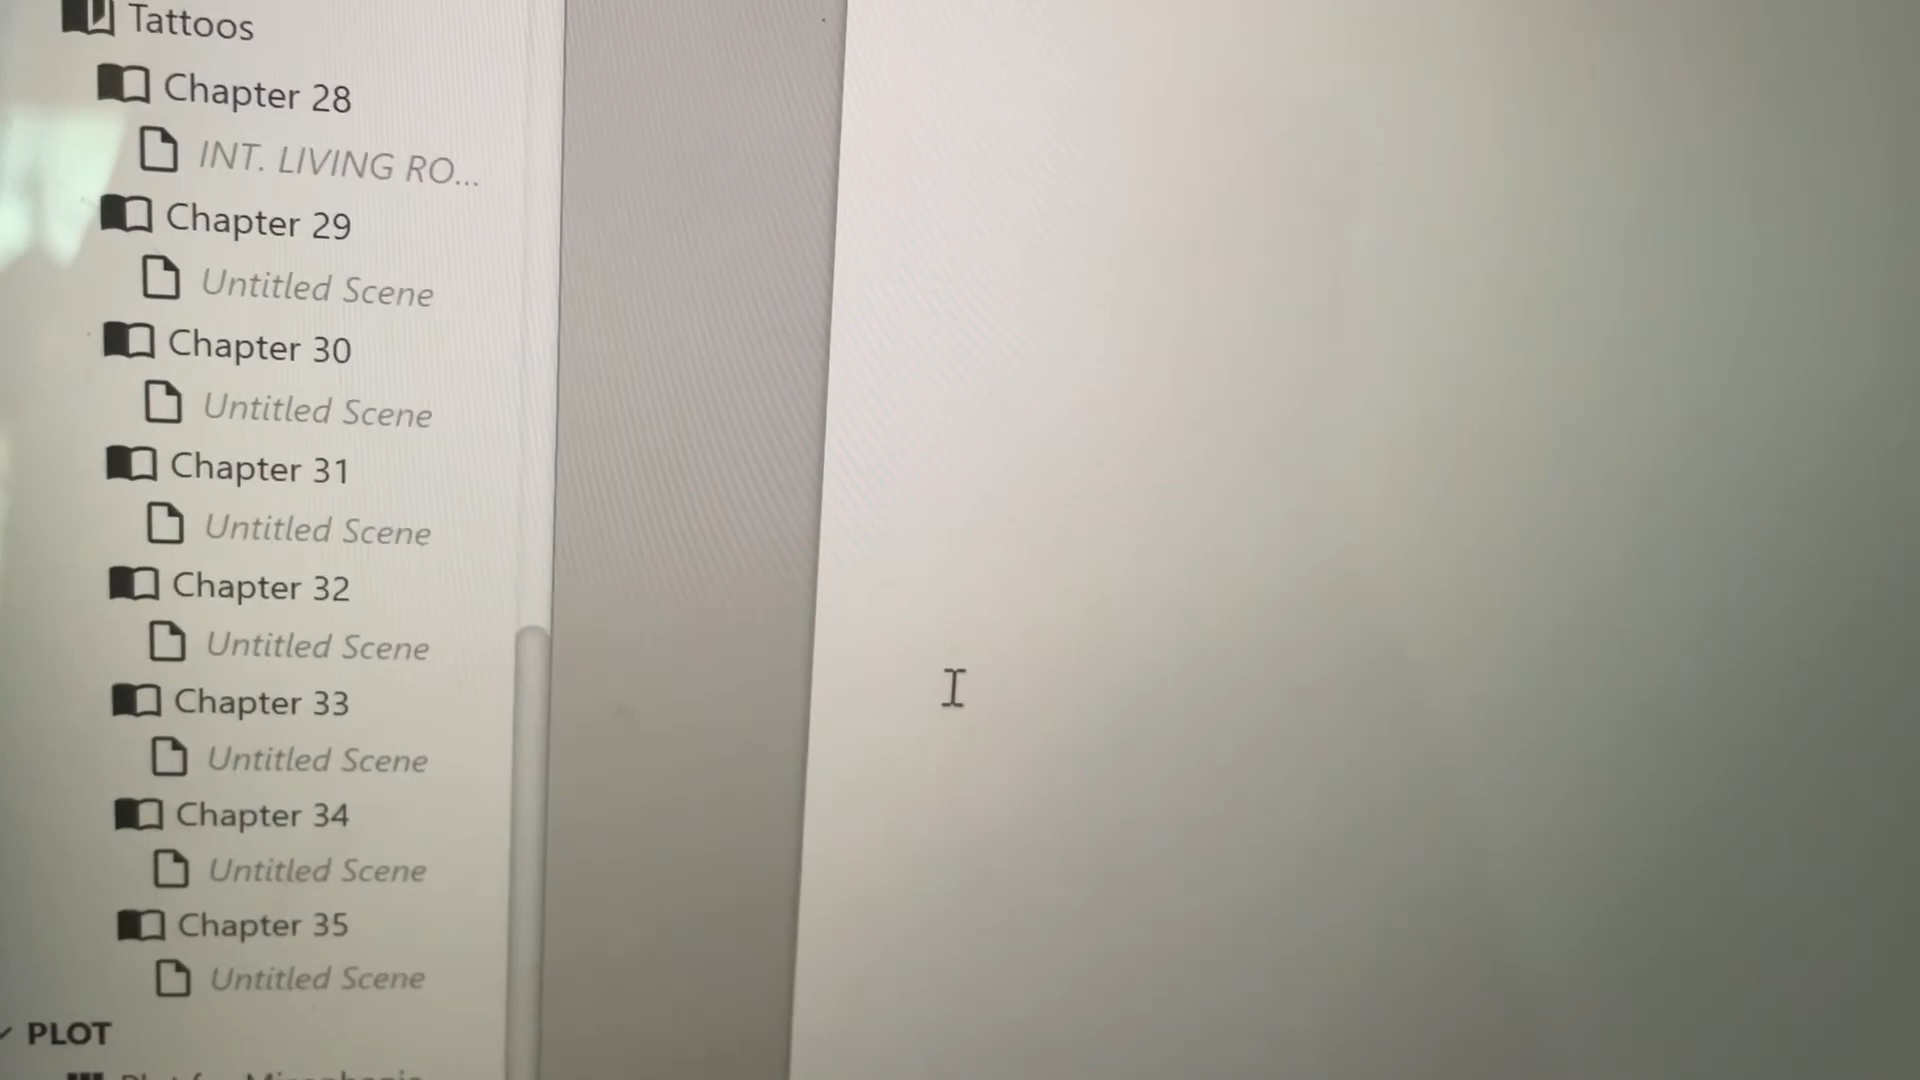 Tattoos
Chapter 28
INT. LIVING RO...
Chapter 29
Untitled Scene
Chapter 30
Untitled Scene
Chapter 31
Untitled Scene
Chapter 32
Untitled Scene
Chapter 33
Untitled Scene
Chapter 34
Untitled Scene
Chapter 35
Untitled Scene
PLOT